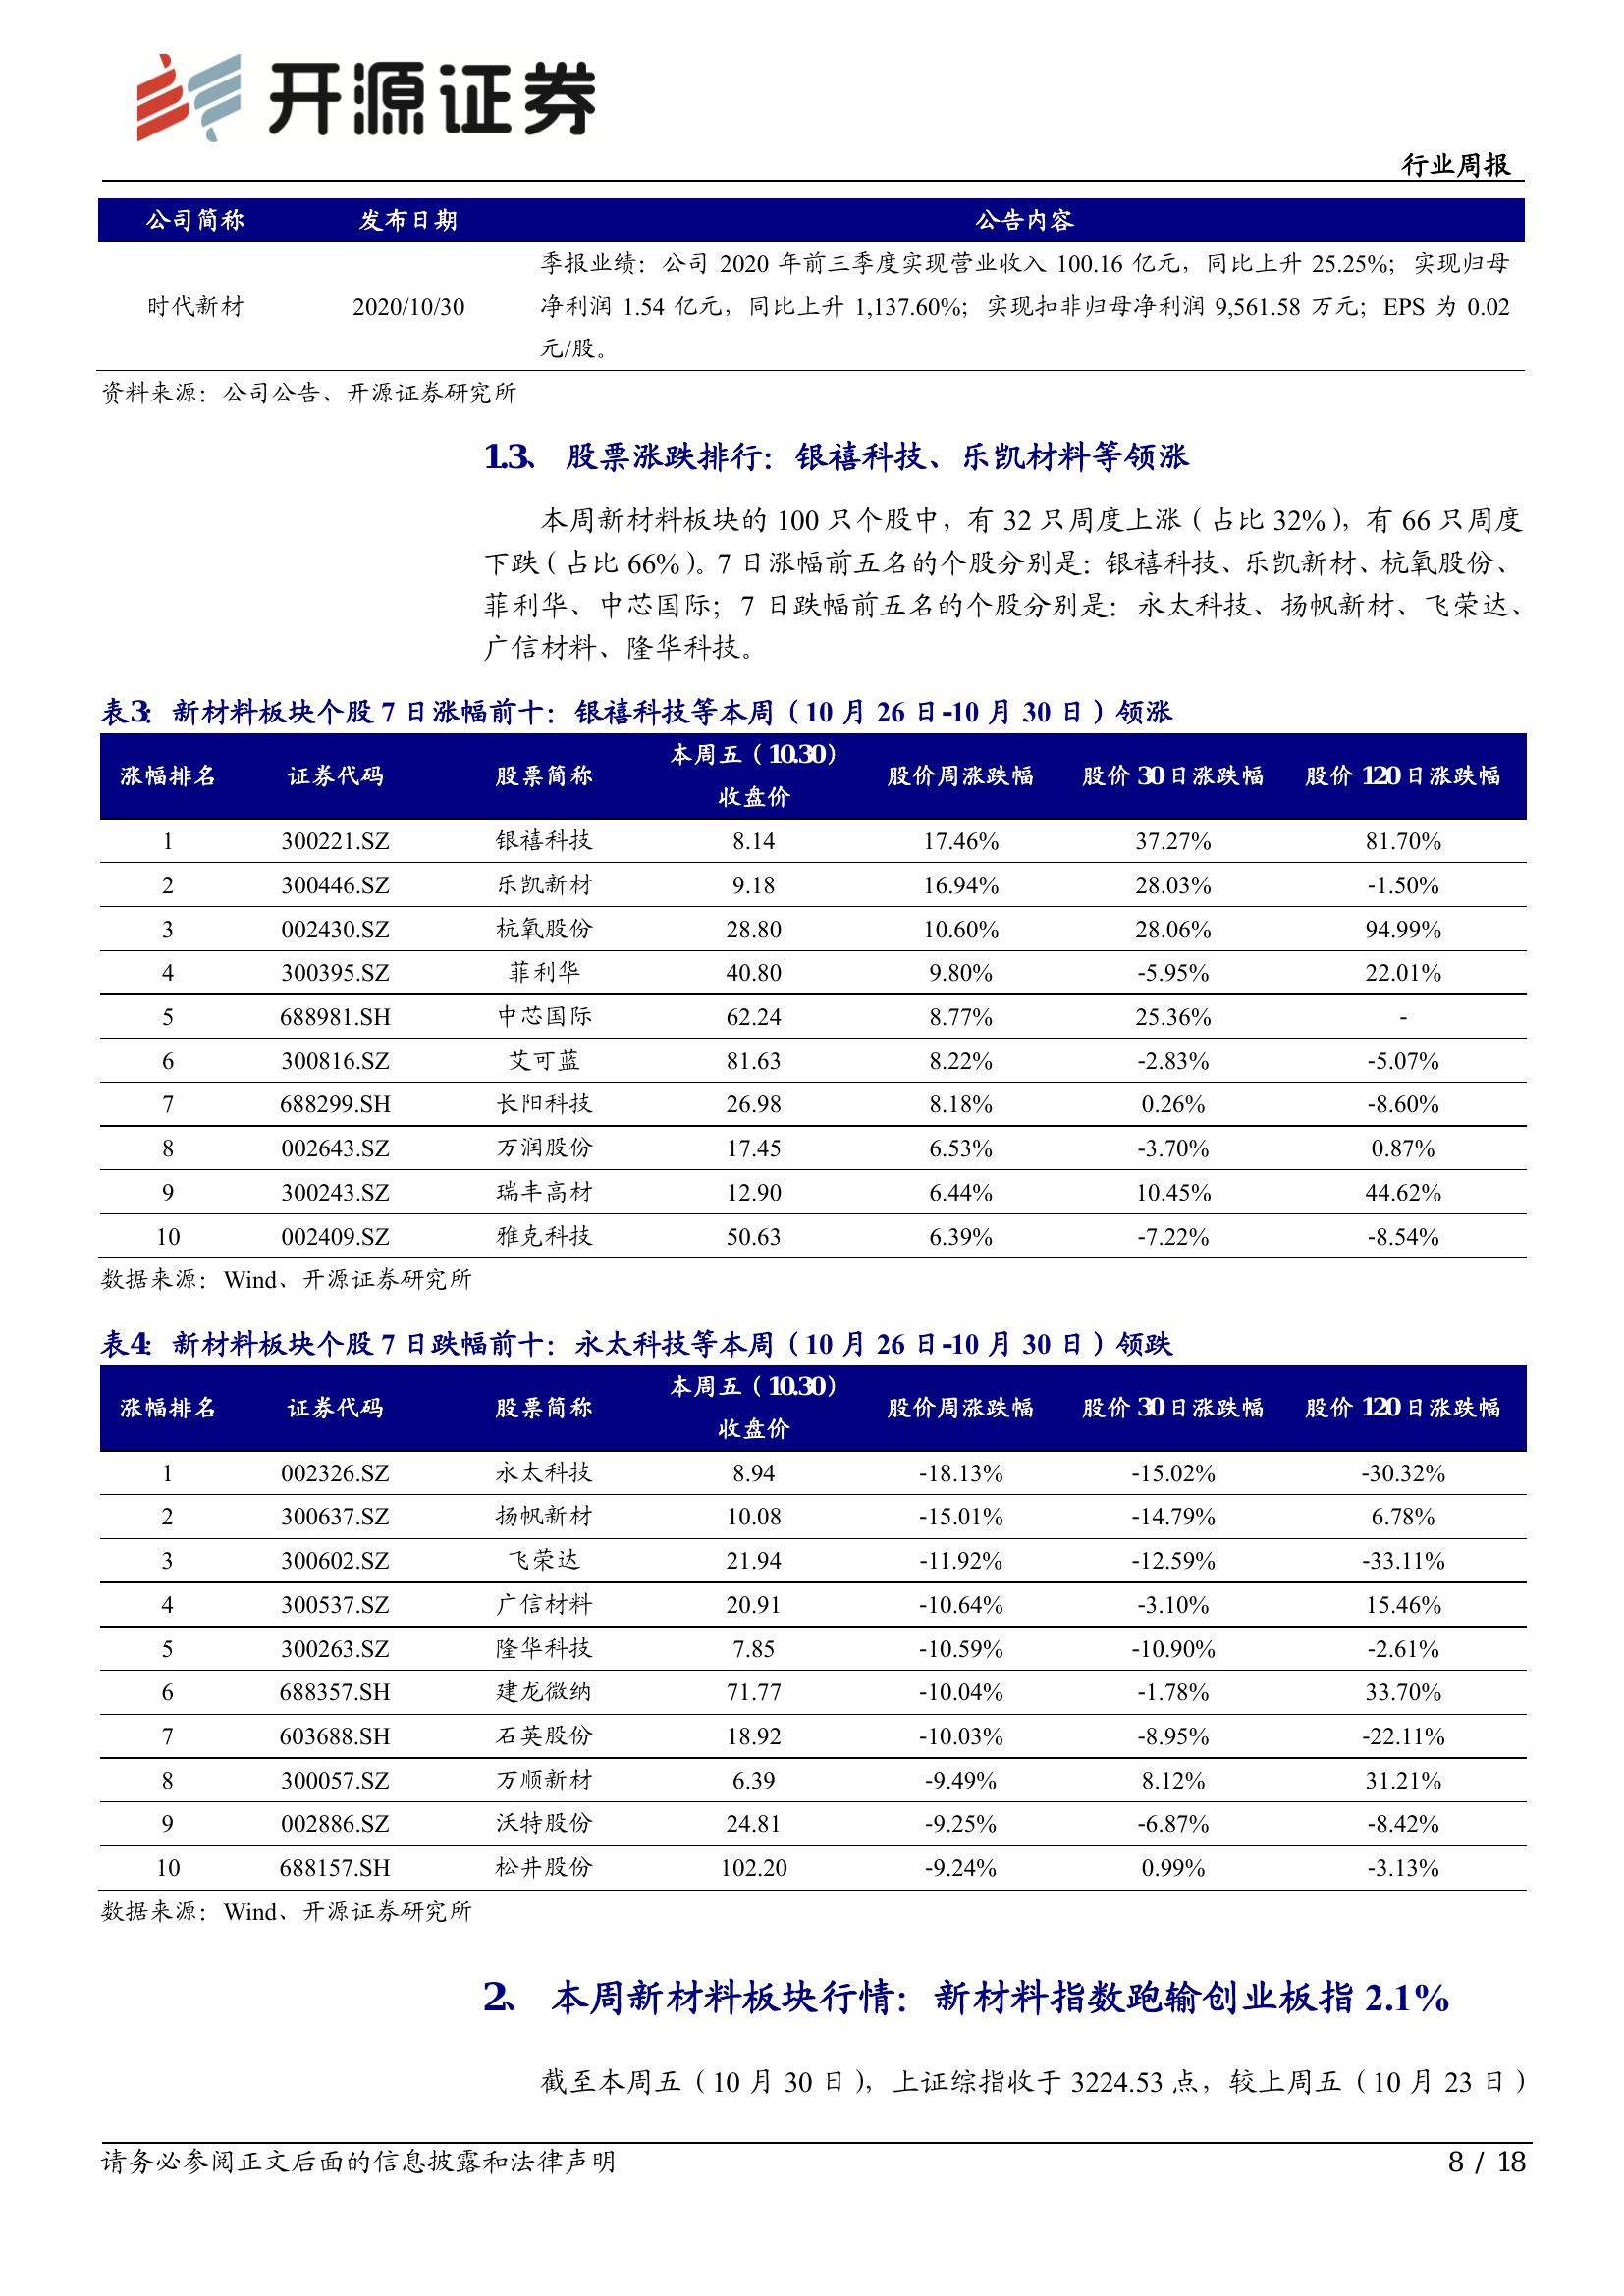 开源证券
行业周报
公司简称 发布日期 公告内容
季报业绩：公司 2020 年前三季度实现营业收入 100.16 亿元，同比上升 25.25%；实现归母
时代新材 2020/10/30 净利润 1.54 亿元，同比上升 1,137.60%；实现扣非归母净利润 9,561.58 万元；EPS 为 0.02
元/股。
资料来源：公司公告、开源证券研究所
1.3、 股票涨跌排行：银禧科技、乐凯材料等领涨
本周新材料板块的 100 只个股中，有 32 只周度上涨（占比 32%），有 66 只周度
下跌（占比 66%）。7 日涨幅前五名的个股分别是：银禧科技、乐凯新材、杭氧股份、
菲利华、中芯国际；7 日跌幅前五名的个股分别是：永太科技、扬帆新材、飞荣达、
广信材料、隆华科技。
表3：新材料板块个股 7 日涨幅前十：银禧科技等本周（10 月 26 日-10 月 30 日）领涨
涨幅排名 证券代码 股票简称 本周五（10.30）收盘价 股价周涨跌幅 股价 30 日涨跌幅 股价 120 日涨跌幅
1 300221.SZ 银禧科技 8.14 17.46% 37.27% 81.70%
2 300446.SZ 乐凯新材 9.18 16.94% 28.03% -1.50%
3 002430.SZ 杭氧股份 28.80 10.60% 28.06% 94.99%
4 300395.SZ 菲利华 40.80 9.80% -5.95% 22.01%
5 688981.SH 中芯国际 62.24 8.77% 25.36% -
6 300816.SZ 艾可蓝 81.63 8.22% -2.83% -5.07%
7 688299.SH 长阳科技 26.98 8.18% 0.26% -8.60%
8 002643.SZ 万润股份 17.45 6.53% -3.70% 0.87%
9 300243.SZ 瑞丰高材 12.90 6.44% 10.45% 44.62%
10 002409.SZ 雅克科技 50.63 6.39% -7.22% -8.54%
数据来源：Wind、开源证券研究所
表4：新材料板块个股 7 日跌幅前十：永太科技等本周（10 月 26 日-10 月 30 日）领跌
涨幅排名 证券代码 股票简称 本周五（10.30）收盘价 股价周涨跌幅 股价 30 日涨跌幅 股价 120 日涨跌幅
1 002326.SZ 永太科技 8.94 -18.13% -15.02% -30.32%
2 300637.SZ 扬帆新材 10.08 -15.01% -14.79% 6.78%
3 300602.SZ 飞荣达 21.94 -11.92% -12.59% -33.11%
4 300537.SZ 广信材料 20.91 -10.64% -3.10% 15.46%
5 300263.SZ 隆华科技 7.85 -10.59% -10.90% -2.61%
6 688357.SH 建龙微纳 71.77 -10.04% -1.78% 33.70%
7 603688.SH 石英股份 18.92 -10.03% -8.95% -22.11%
8 300057.SZ 万顺新材 6.39 -9.49% 8.12% 31.21%
9 002886.SZ 沃特股份 24.81 -9.25% -6.87% -8.42%
10 688157.SH 松井股份 102.20 -9.24% 0.99% -3.13%
数据来源：Wind、开源证券研究所
2、 本周新材料板块行情：新材料指数跑输创业板指 2.1%
截至本周五（10 月 30 日），上证综指收于 3224.53 点，较上周五（10 月 23 日）
请务必参阅正文后面的信息披露和法律声明 8 / 18